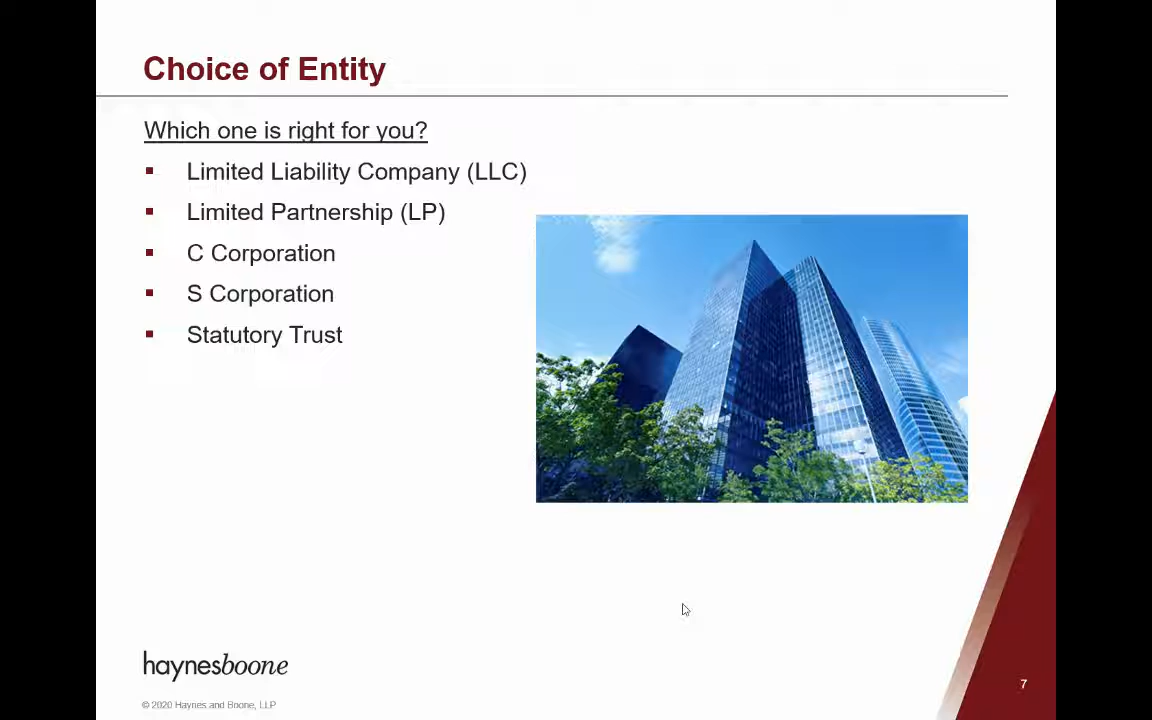 Choice of Entity
Which one is right for you?
▪ Limited Liability Company (LLC)
▪ Limited Partnership (LP)
▪ C Corporation
▪ S Corporation
▪ Statutory Trust
haynesboone
© 2020 Haynes and Boone, LLP
7